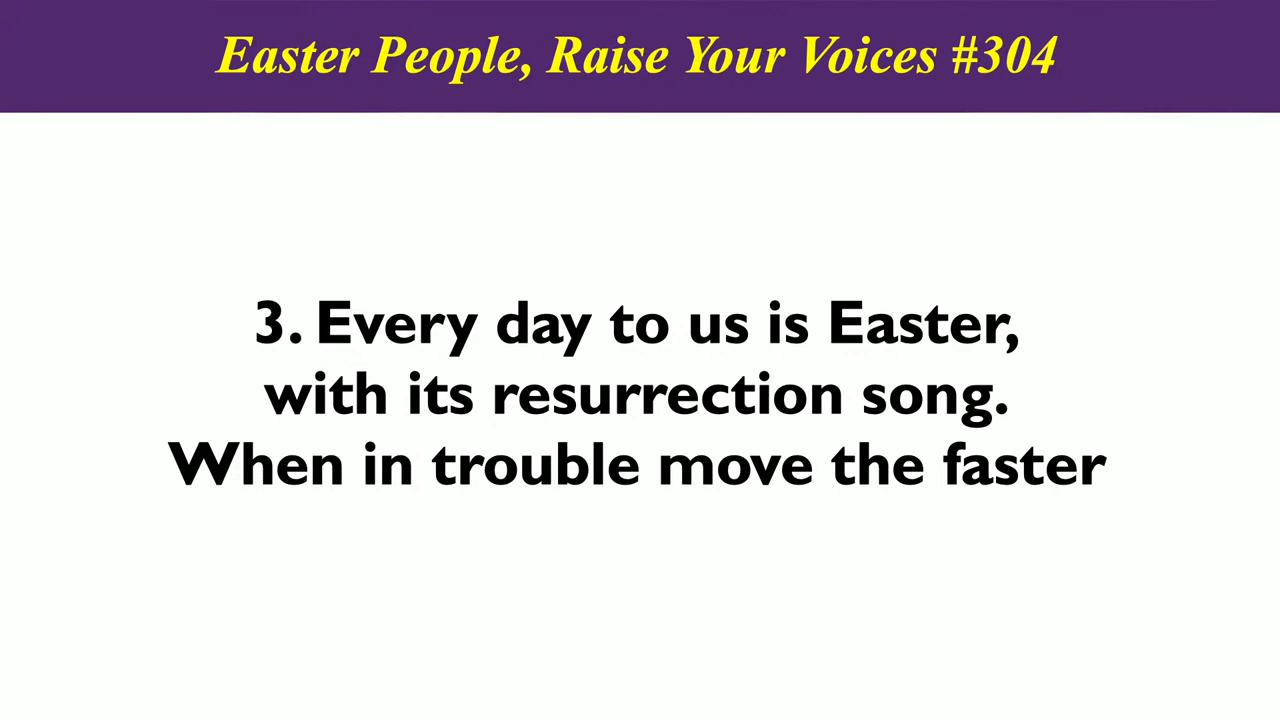 Easter People, Raise Your Voices #304
3. Every day to us is Easter,
with its resurrection song.
When in trouble move the faster